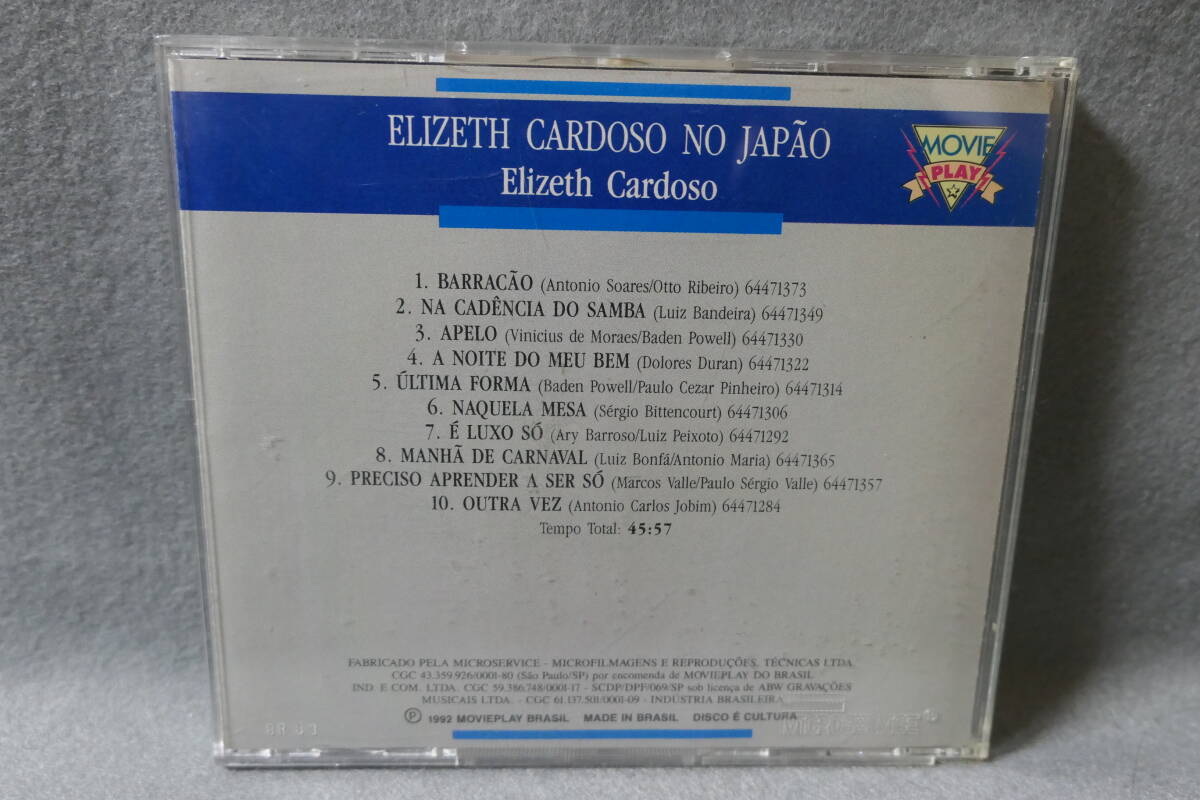 ELIZETH CARDOSO NO JAPÃO
Elizeth Cardoso
MOVIE
PLAY
1. BARRACÃO (Antonio Soares/Otto Ribeiro) 64471373
2. NA CADÊNCIA DO SAMBA (Luiz Bandeira) 64471349
3. APELO (Vinicius de Moraes/Baden Powell) 64471330
4. A NOITE DO MEU BEM (Dolores Duran) 64471322
5. ÚLTIMA FORMA (Baden Powell/Paulo Cezar Pinheiro) 64471314
6. NAQUELA MESA (Sérgio Bittencourt) 64471306
7. É LUXO SÓ (Ary Barroso/Luiz Peixoto) 64471292
8. MANHÃ DE CARNAVAL (Luiz Bonfá/Antonio Maria) 64471365
9. PRECISO APRENDER A SER SÓ (Marcos Valle/Paulo Sérgio Valle) 64471357
10. OUTRA VEZ (Antonio Carlos Jobim) 64471284
Tempo Total: 45:57
FABRICADO PELA MICROSERVICE - MICROFILMAGENS E REPRODUÇÕES, TÉCNICAS LTDA.
CGC 43.359.926/0001-80 (São Paulo/SP) por encomenda de MOVIEPLAY DO BRASIL
IND. E COM. LTDA. CGC 59.386.748/0001-17 - SCDP/DPF/069/SP sob licença de ABW GRAVAÇÕES
MUSICAIS LTDA. - CGC 61.137.501/0001-09 - INDÚSTRIA BRASILEIRA
Ⓟ 1992 MOVIEPLAY BRASIL MADE IN BRASIL DISCO É CULTURA